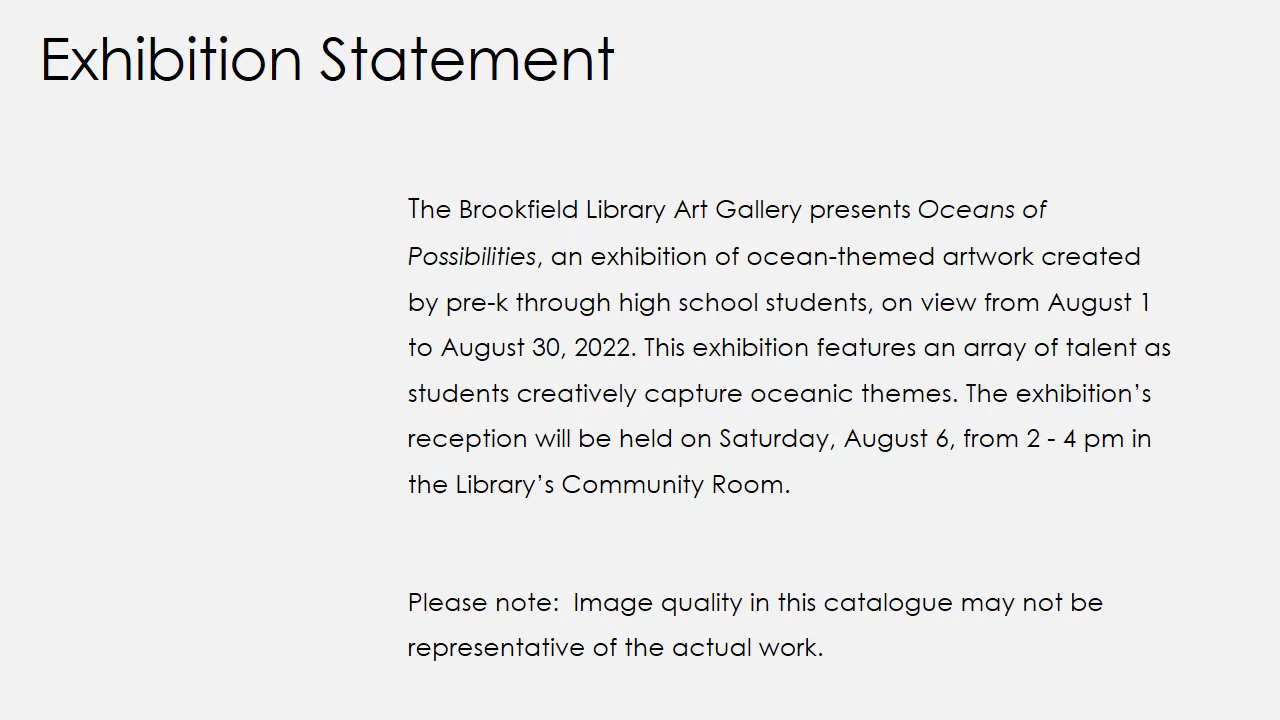 Exhibition Statement
The Brookfield Library Art Gallery presents Oceans of
Possibilities, an exhibition of ocean-themed artwork created
by pre-k through high school students, on view from August 1
to August 30, 2022. This exhibition features an array of talent as
students creatively capture oceanic themes. The exhibition’s
reception will be held on Saturday, August 6, from 2 - 4 pm in
the Library’s Community Room.
Please note:  Image quality in this catalogue may not be
representative of the actual work.